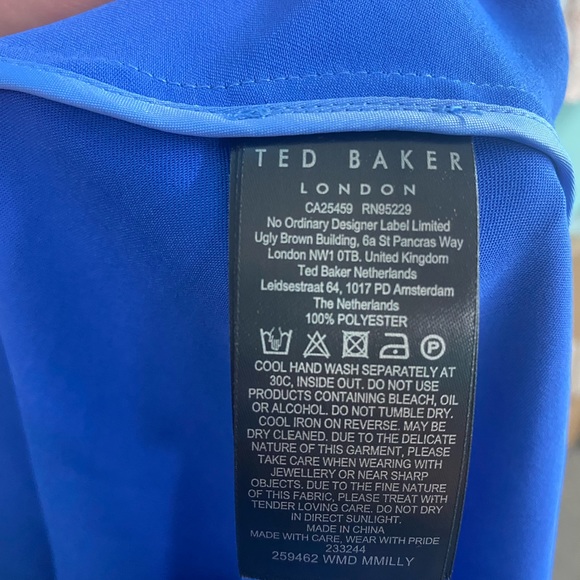 TED BAKER
LONDON
CA25459 RN95229
No Ordinary Designer Label Limited
Ugly Brown Building, 6a St Pancras Way
London NW1 0TB. United Kingdom
Ted Baker Netherlands
Leidsestraat 64, 1017 PD Amsterdam
The Netherlands
100% POLYESTER
P
COOL HAND WASH SEPARATELY AT
30C, INSIDE OUT. DO NOT USE
PRODUCTS CONTAINING BLEACH, OIL
OR ALCOHOL. DO NOT TUMBLE DRY.
COOL IRON ON REVERSE. MAY BE
DRY CLEANED. DUE TO THE DELICATE
NATURE OF THIS GARMENT, PLEASE
TAKE CARE WHEN WEARING WITH
JEWELLERY OR NEAR SHARP
OBJECTS. DUE TO THE FINE NATURE
OF THIS FABRIC, PLEASE TREAT WITH
TENDER LOVING CARE. DO NOT DRY
IN DIRECT SUNLIGHT.
MADE IN CHINA
MADE WITH CARE, WEAR WITH PRIDE
233244
259462 WMD MMILLY